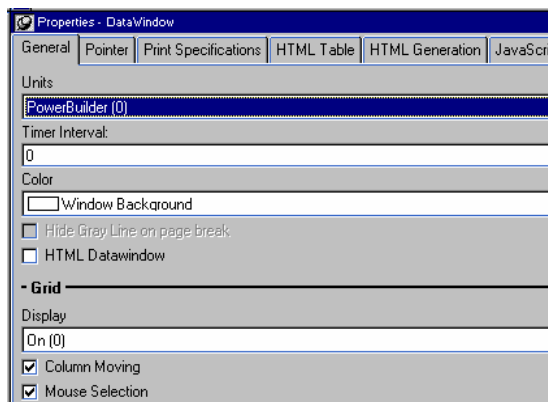 Properties - DataWindow
General Pointer Print Specifications HTML Table HTML Generation JavaScri
Units
PowerBuilder (0)
Timer Interval:
0
Color
Window Background
Hide Gray Line on page break
HTML Datawindow
- Grid
Display
On (0)
Column Moving
Mouse Selection